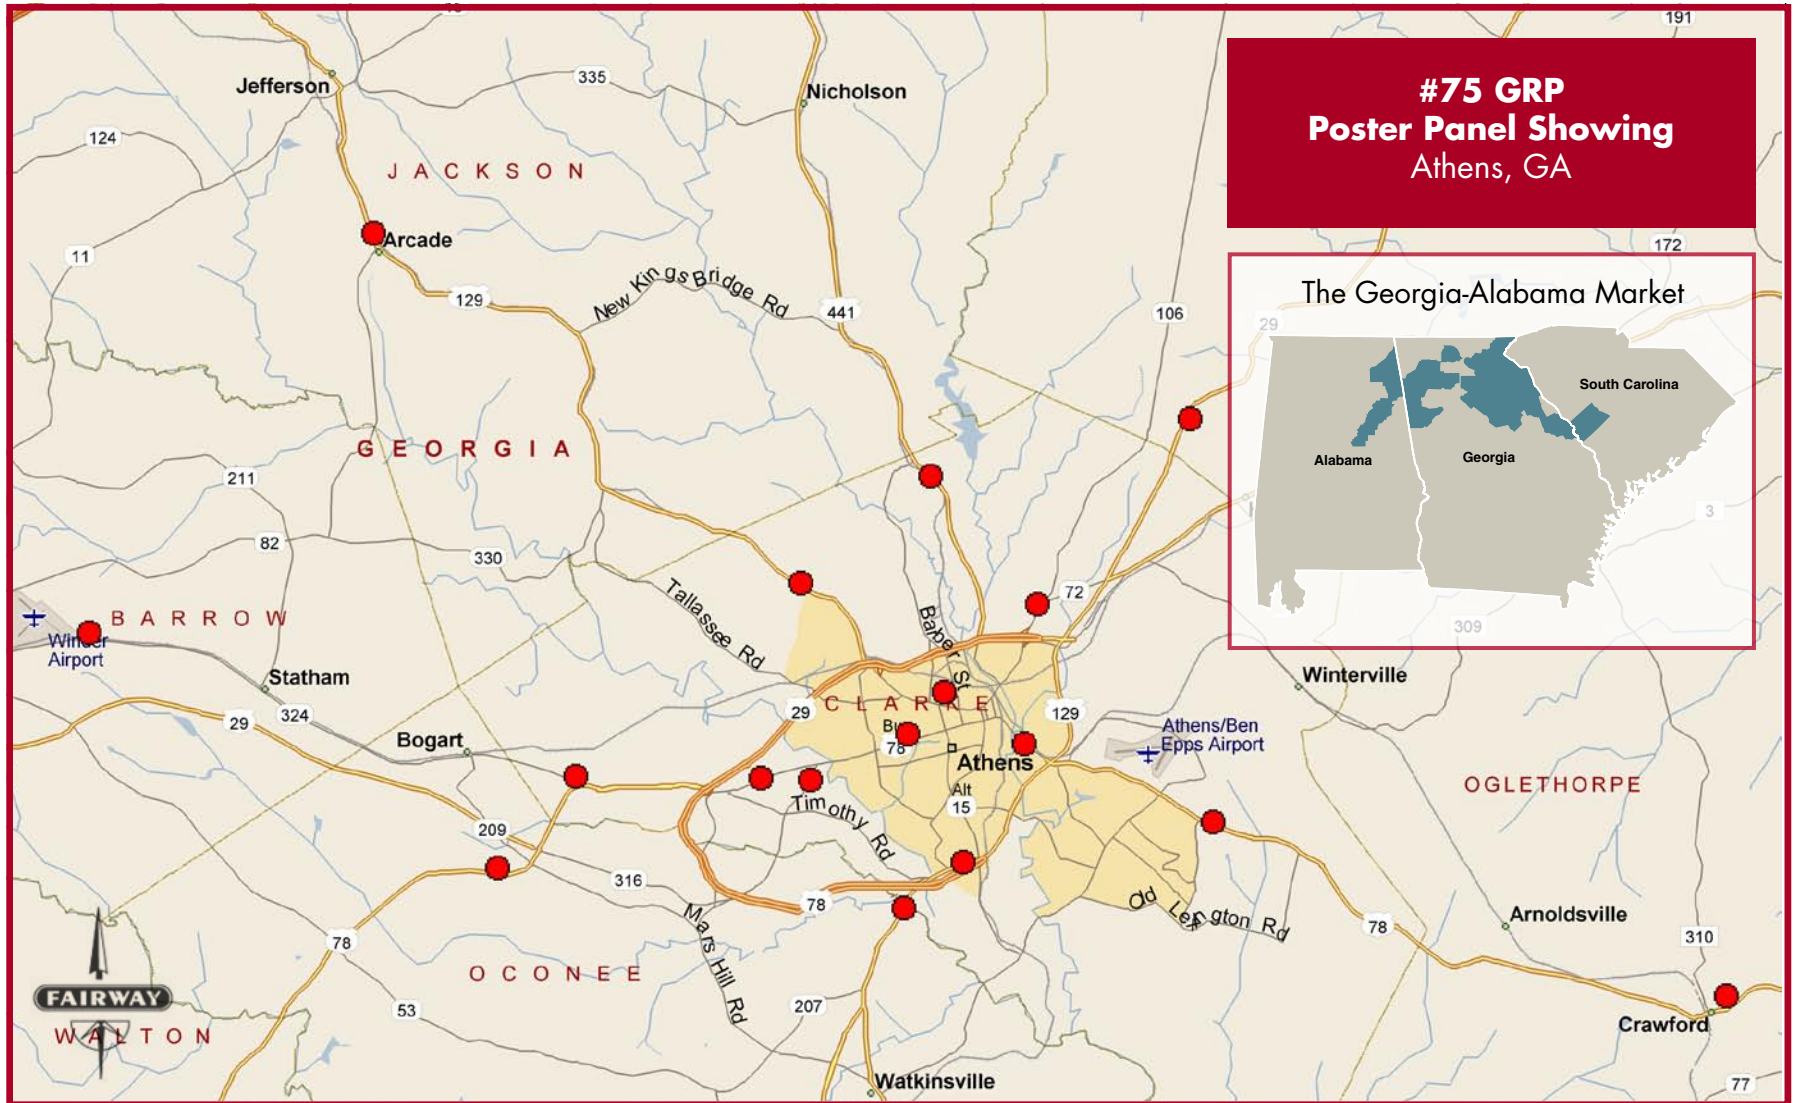 191
Jefferson
335
Nicholson
#75 GRP
Poster Panel Showing
Athens, GA
124
JACKSON
Arcade
11
172
129
New Kings Bridge Rd
441
106
The Georgia-Alabama Market
29
South Carolina
Alabama
Georgia
GEORGIA
211
3
82
330
Tallassee Rd
72
Barber St
BARROW
Winder
Airport
309
Statham
Winterville
324
29
CLARKE
29
129
Bogart
78
Athens/Ben
Epps Airport
Athens
OGLETHORPE
Alt
15
Timothy Rd
209
316
78
Old Lexington Rd
Mars Hill Rd
Arnoldsville
78
310
78
OCONEE
FAIRWAY
53
207
WALTON
Crawford
Watkinsville
77